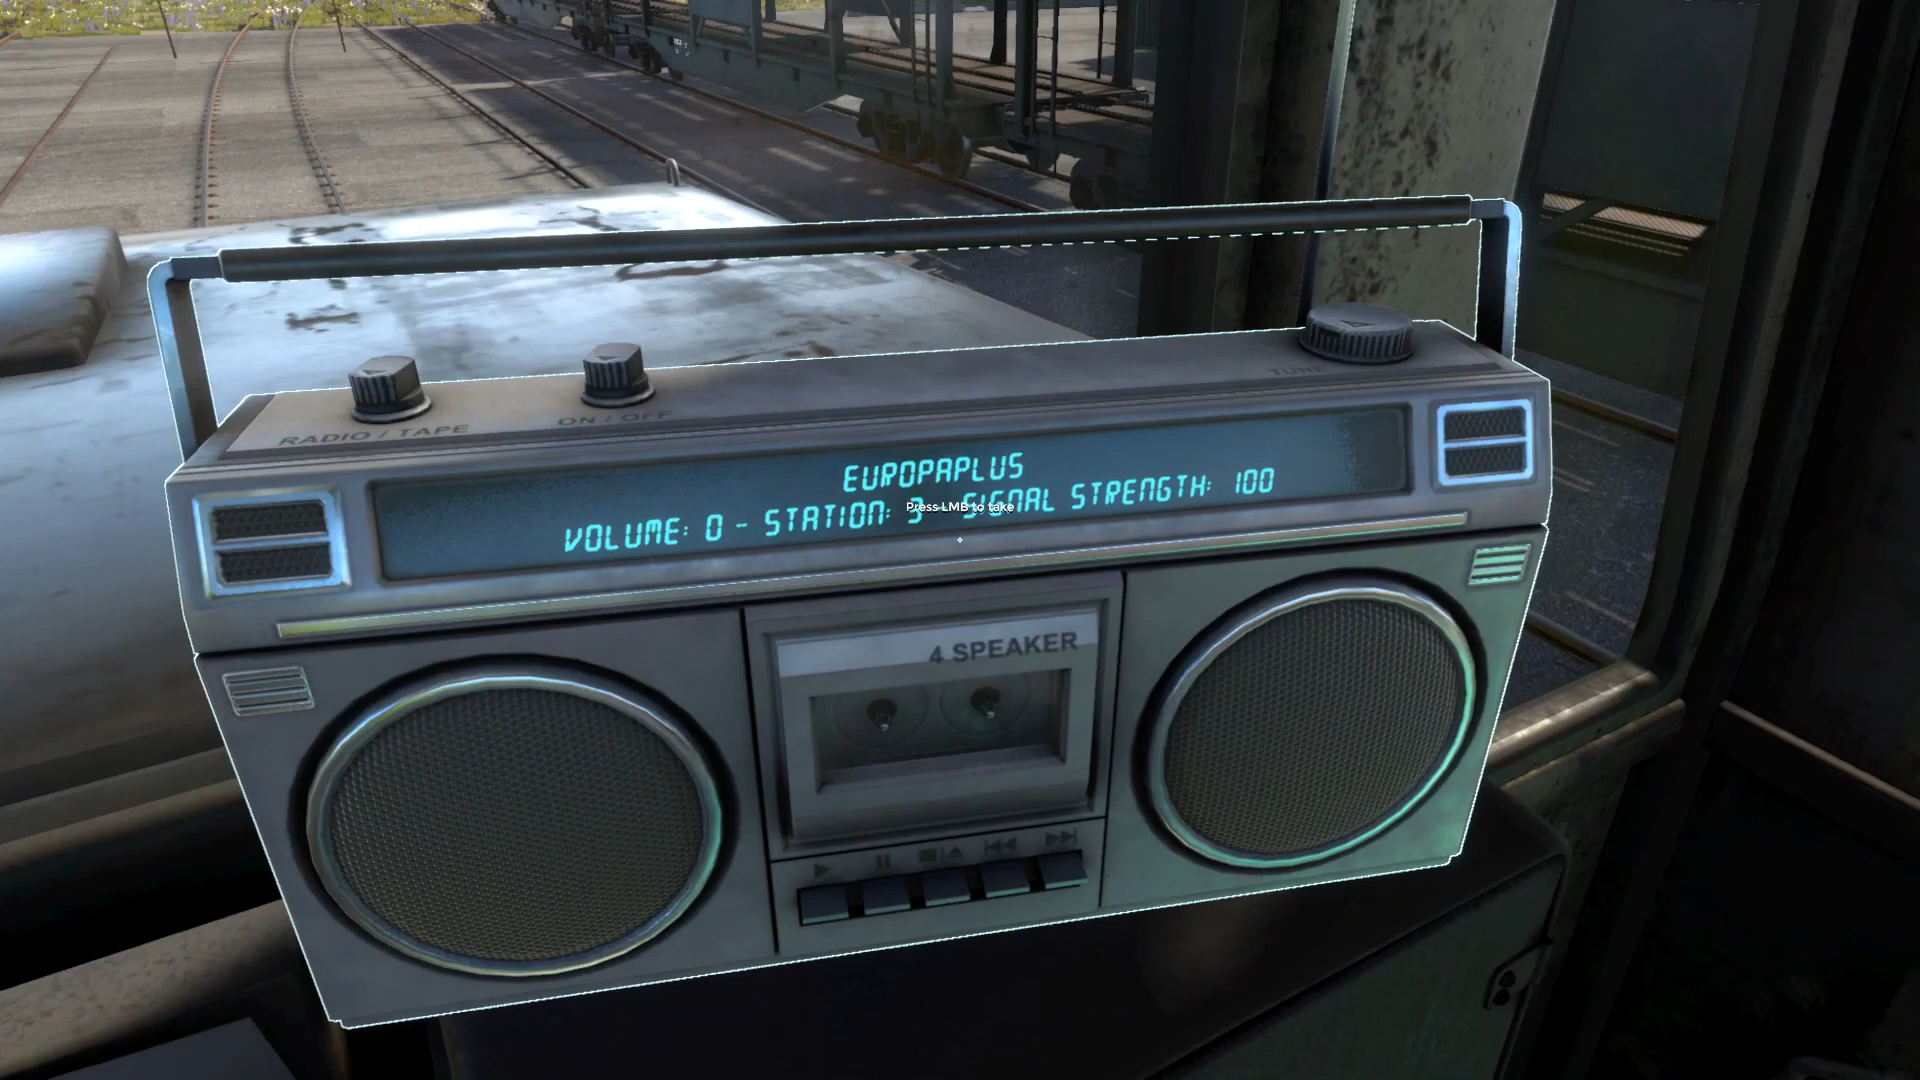 RADIO / TAPE
ON / OFF
TUNE
EUROPAPLUS
VOLUME: 0 - STATION: 3 - SIGNAL STRENGTH: 100
Press LMB to take
4 SPEAKER